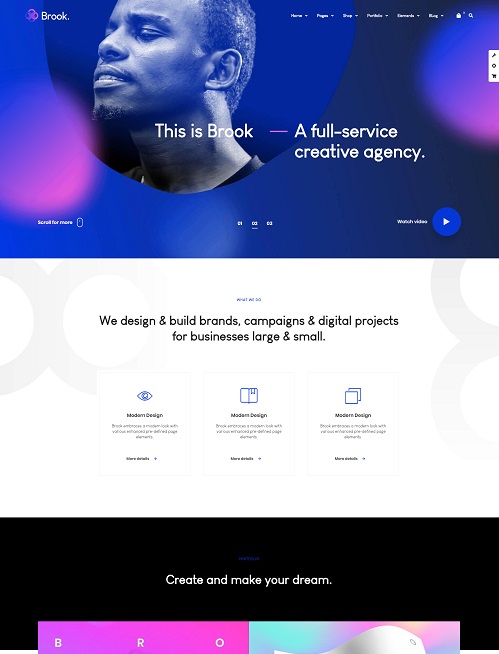 Brook.
Home Pages Shop Portfolio Elements BLog
This is Brook — A full-service
creative agency.
Scroll for more
01 02 03
Watch video
WHAT WE DO
We design & build brands, campaigns & digital projects
for businesses large & small.
Modern Design
Brook embraces a modern look with
various enhanced pre-defined page
elements.
More details
Modern Design
Brook embraces a modern look with
various enhanced pre-defined page
elements.
More details
Modern Design
Brook embraces a modern look with
various enhanced pre-defined page
elements.
More details
PORTFOLIO
Create and make your dream.
B R O